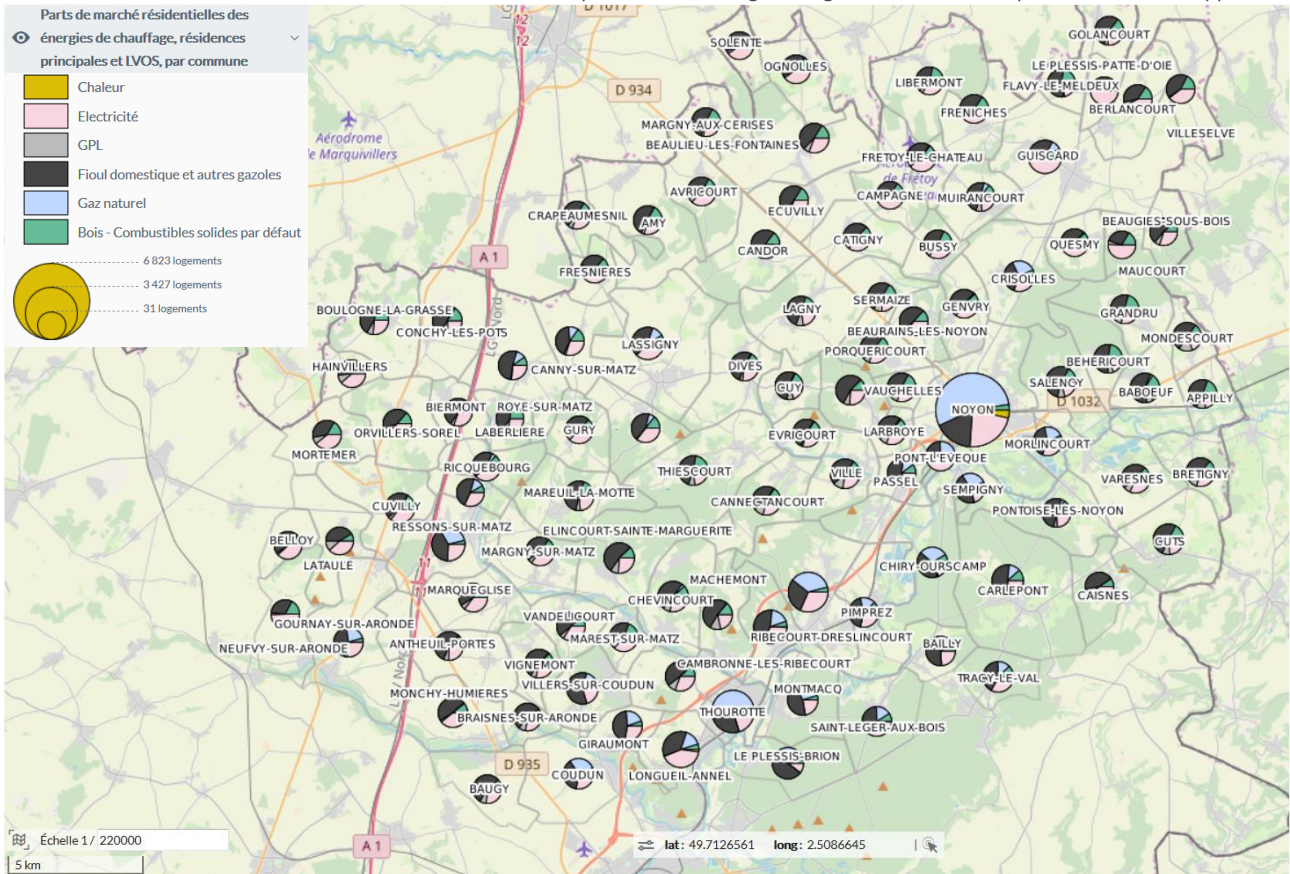 Parts de marché résidentielles des
énergies de chauffage, résidences
principales et LVOS, par commune
Chaleur
Electricité
GPL
Fioul domestique et autres gazoles
Gaz naturel
Bois - Combustibles solides par défaut
6 823 logements
3 427 logements
31 logements
D 1017
12
12
SOLENTE
GOLANCOURT
OGNOLLES
LE PLESSIS-PATTE-D'OIE
D 934
LIBERMONT
FLAVY-LE-MELDEUX
BERLANCOURT
FRENICHES
Aérodrome
de Marquivillers
MARGNY-AUX-CERISES
BEAULIEU-LES-FONTAINES
VILLESELVE
FRETOY-LE-CHATEAU
GUISCARD
de Frétoy
AVRICOURT
ECUVILLY
CAMPAGNE
MUIRANCOURT
CRAPEAUMESNIL
AMY
BEAUGIES-SOUS-BOIS
CANDOR
CATIGNY
BUSSY
QUESMY
A 1
FRESNIERES
CRISOLLES
MAUCOURT
BOULOGNE-LA-GRASSE
CONCHY-LES-POTS
LGV Nord
LAGNY
SERMAIZE
GENVRY
GRANDRU
BEAURAINS-LES-NOYON
LASSIGNY
PORQUERICOURT
MONDESCOURT
HAINVILLERS
CANNY-SUR-MATZ
DIVES
BEHERICOURT
GUY
VAUGHELLES
SALENCY
BABOEUF
APPILLY
BIERMONT
ROYE-SUR-MATZ
NOYON
D 1032
ORVILLERS-SOREL
LABERLIERE
GURY
EVRICOURT
LARBROYE
MORLINCOURT
MORTEMER
PONT-L'EVEQUE
RICQUEBOURG
THIESCOURT
VILLE
PASSEL
SEMPIGNY
VARESNES
BRETIGNY
CUVILLY
MAREUIL-LA-MOTTE
CANNECTANCOURT
PONTOISE-LES-NOYON
RESSONS-SUR-MATZ
ELINCOURT-SAINTE-MARGUERITE
BELLOY
MARGNY-SUR-MATZ
CUTS
LATAULE
11
11
MACHEMONT
CHIRY-OURSCAMP
MARQUEGLISE
CHEVINCOURT
CARLEPONT
CAISNES
GOURNAY-SUR-ARONDE
VANDELICOURT
PIMPREZ
NEUFVY-SUR-ARONDE
ANTHEUIL-PORTES
MAREST-SUR-MATZ
RIBECOURT-DRESLINCOURT
BAILLY
VIGNEMONT
CAMBRONNE-LES-RIBECOURT
TRACY-LE-VAL
MONCHY-HUMIERES
VILLERS-SUR-COUDUN
MONTMACQ
BRAISNES-SUR-ARONDE
THOUROTTE
SAINT-LEGER-AUX-BOIS
GIRAUMONT
LE PLESSIS-BRION
D 935
COUDUN
LONGUEIL-ANNEL
BAUGY
Échelle 1 / 220000
A 1
lat : 49.7126561 long : 2.5086645
5 km